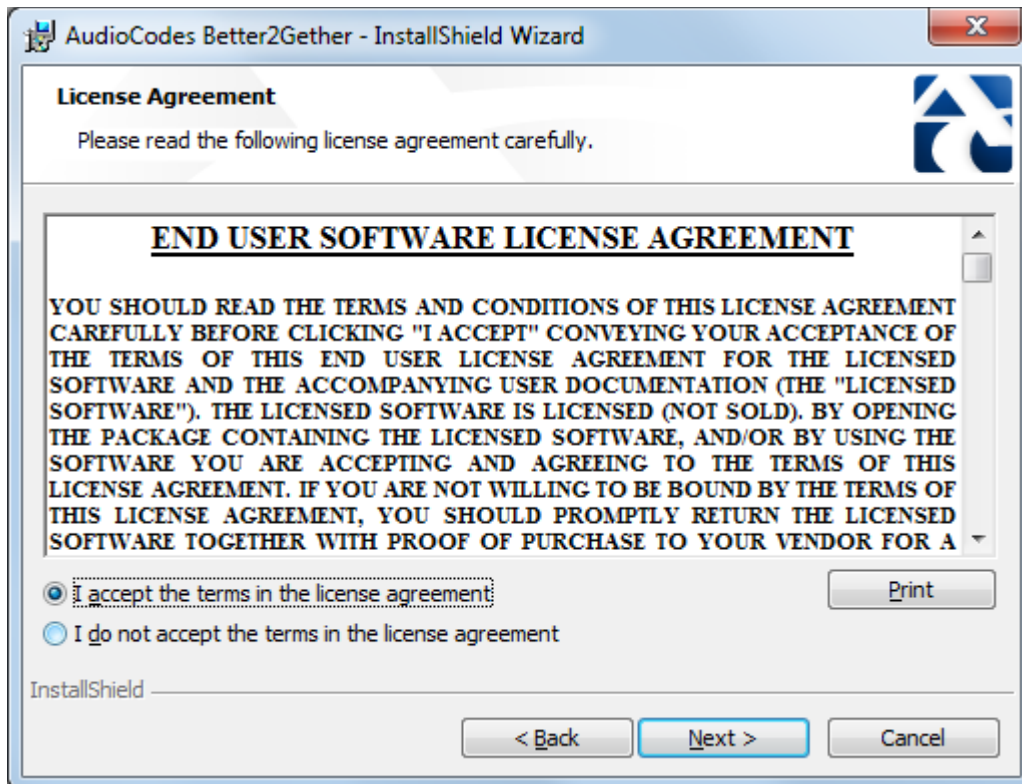 AudioCodes Better2Gether - InstallShield Wizard
License Agreement
Please read the following license agreement carefully.
END USER SOFTWARE LICENSE AGREEMENT
YOU SHOULD READ THE TERMS AND CONDITIONS OF THIS LICENSE AGREEMENT
CAREFULLY BEFORE CLICKING "I ACCEPT" CONVEYING YOUR ACCEPTANCE OF
THE TERMS OF THIS END USER LICENSE AGREEMENT FOR THE LICENSED
SOFTWARE AND THE ACCOMPANYING USER DOCUMENTATION (THE "LICENSED
SOFTWARE"). THE LICENSED SOFTWARE IS LICENSED (NOT SOLD). BY OPENING
THE PACKAGE CONTAINING THE LICENSED SOFTWARE, AND/OR BY USING THE
SOFTWARE YOU ARE ACCEPTING AND AGREEING TO THE TERMS OF THIS
LICENSE AGREEMENT. IF YOU ARE NOT WILLING TO BE BOUND BY THE TERMS OF
THIS LICENSE AGREEMENT, YOU SHOULD PROMPTLY RETURN THE LICENSED
SOFTWARE TOGETHER WITH PROOF OF PURCHASE TO YOUR VENDOR FOR A
I accept the terms in the license agreement
Print
I do not accept the terms in the license agreement
InstallShield
< Back
Next >
Cancel